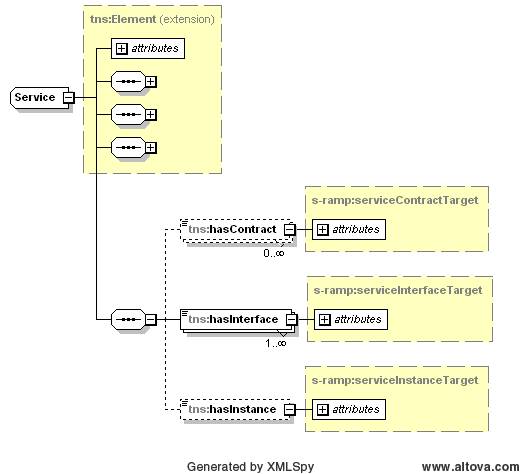 tns:Element (extension)
attributes
Service
s-ramp:serviceContractTarget
tns:hasContract
attributes
0..∞
s-ramp:serviceInterfaceTarget
tns:hasInterface
attributes
1..∞
s-ramp:serviceInstanceTarget
tns:hasInstance
attributes
Generated by XMLSpy
www.altova.com